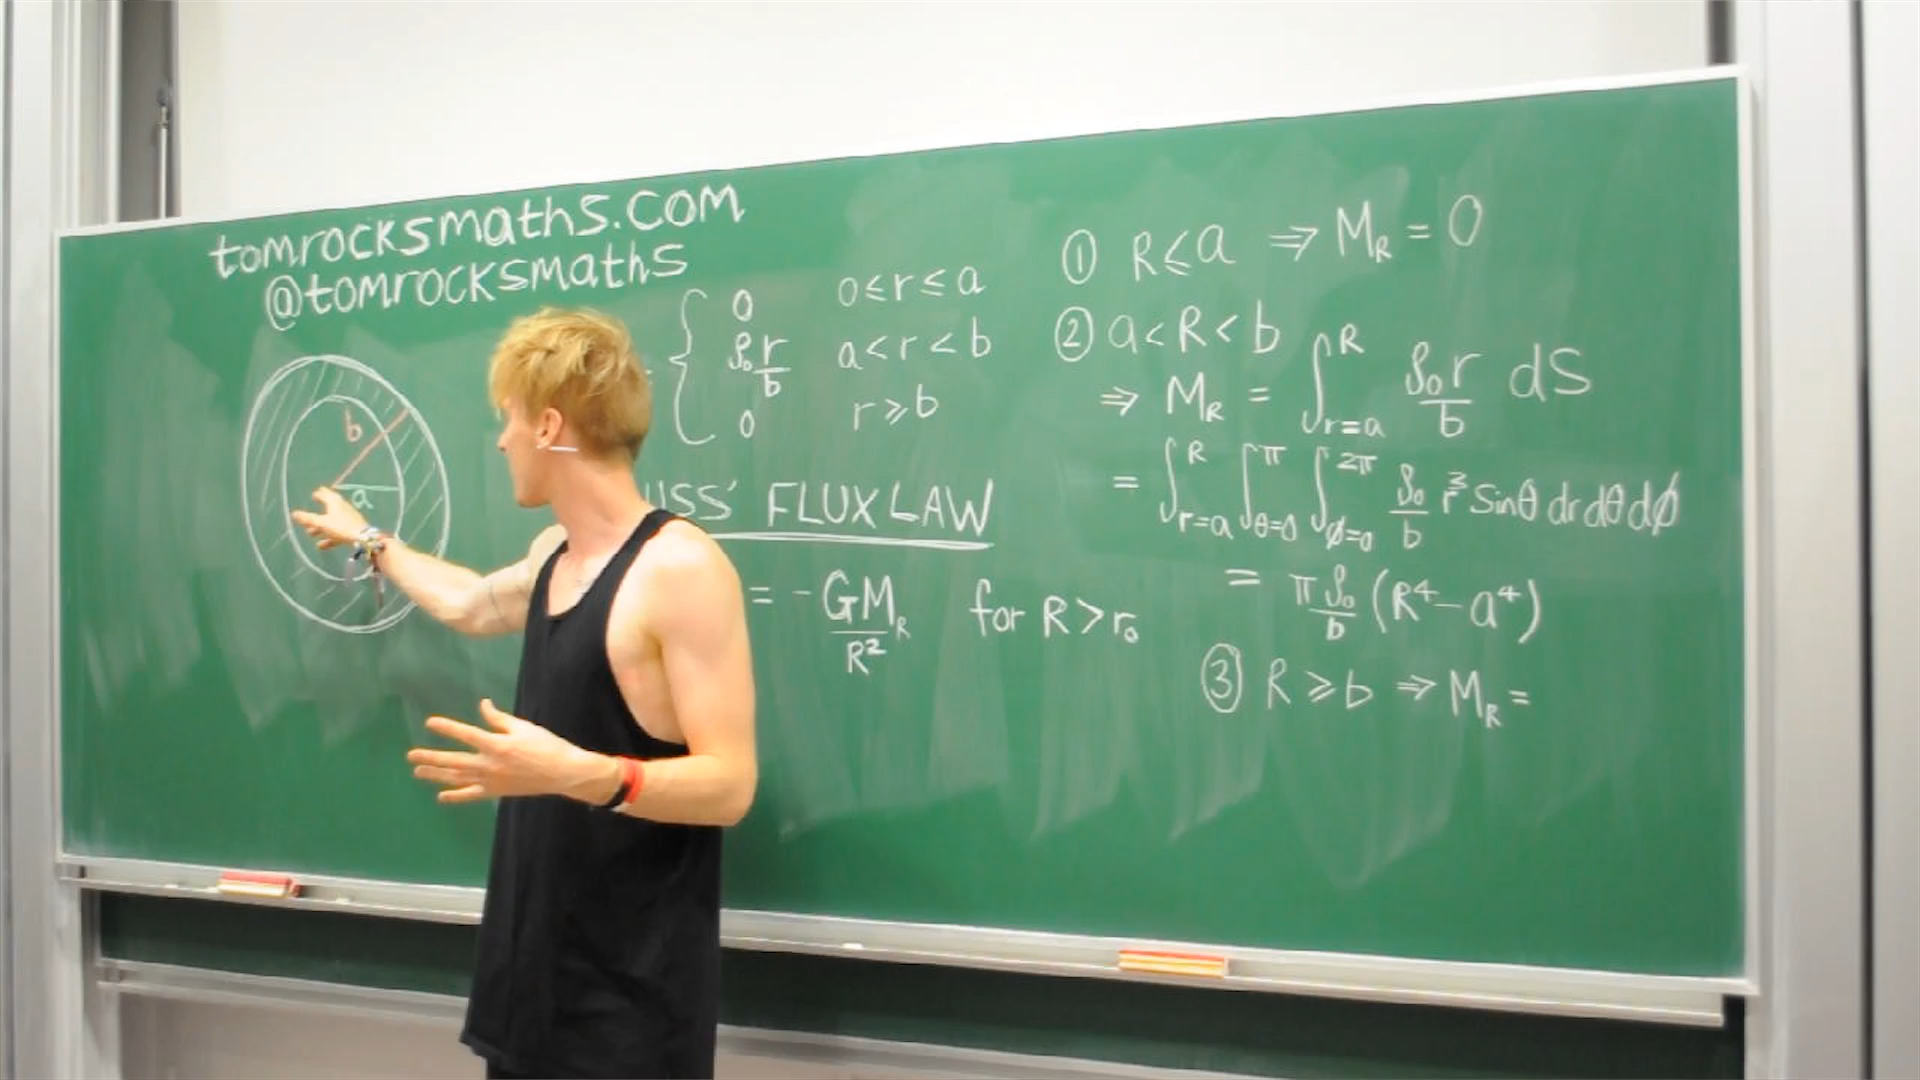 tomrocksmaths.com
@tomrocksmaths
{ 0 0≤r≤a
ρ₀r/b a<r<b
0 r⩾b
b
a
USS' FLUX LAW
= -GM_R/R² for R>r₀
① R≤a ⇒ M_R = 0
② a<R<b
⇒ M_R = ∫_{r=a}^{R} ρ₀r/b dS
= ∫_{r=a}^{R} ∫_{θ=0}^{π} ∫_{ø=0}^{2π} ρ₀/b r³ Sinθ dr dθ dø
= πρ₀/b (R⁴-a⁴)
③ R⩾b ⇒ M_R =